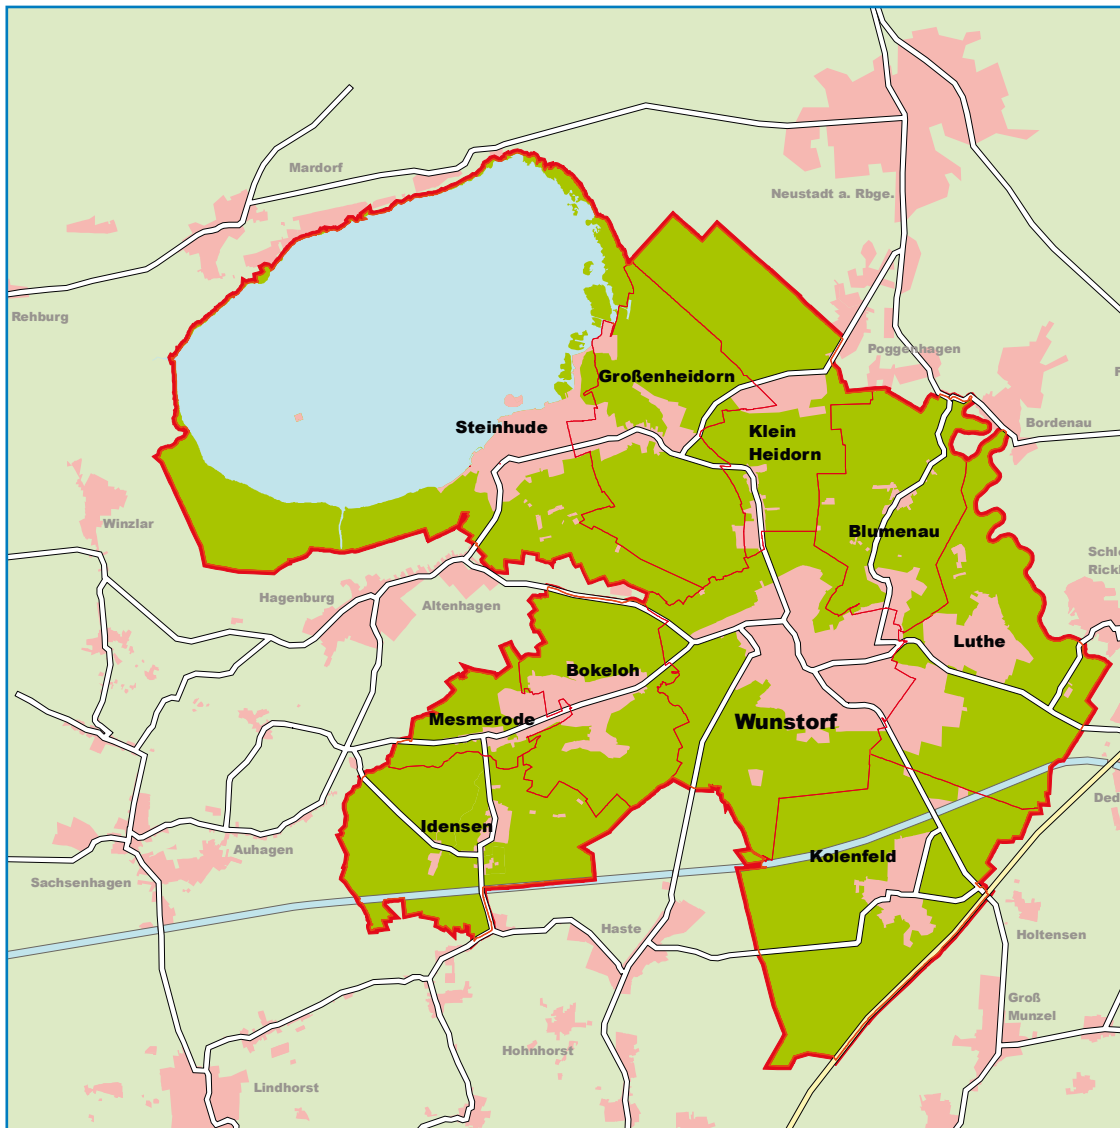 Mardorf
Neustadt a. Rbge.
Rehburg
Poggenhagen
Großenheidorn
Bordenau
Steinhude
Klein
Heidorn
Winzlar
Blumenau
Hagenburg
Altenhagen
Luthe
Bokeloh
Mesmerode
Wunstorf
Idensen
Auhagen
Kolenfeld
Sachsenhagen
Haste
Holtensen
Groß
Munzel
Hohnhorst
Lindhorst